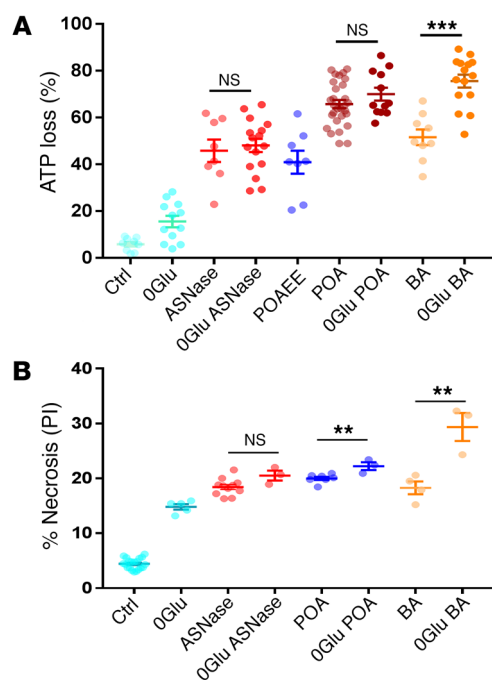 A
ATP loss (%)
100
80
60
40
20
0
NS
NS
***
Ctrl
0Glu
ASNase
0Glu ASNase
POAEE
POA
0Glu POA
BA
0Glu BA
B
% Necrosis (PI)
40
30
20
10
0
NS
**
**
Ctrl
0Glu
ASNase
0Glu ASNase
POA
0Glu POA
BA
0Glu BA